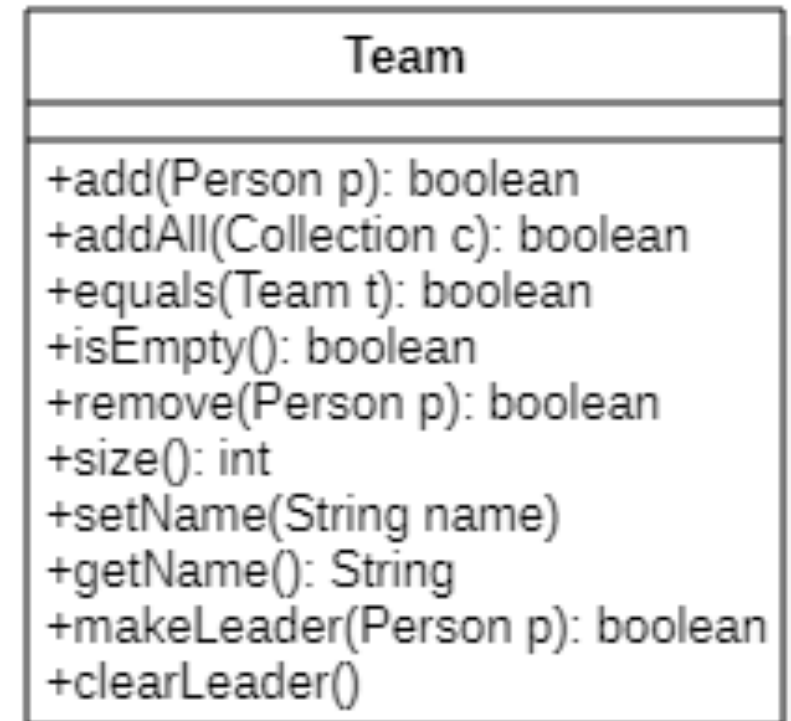 Team
+add(Person p): boolean
+addAll(Collection c): boolean
+equals(Team t): boolean
+isEmpty(): boolean
+remove(Person p): boolean
+size(): int
+setName(String name)
+getName(): String
+makeLeader(Person p): boolean
+clearLeader()